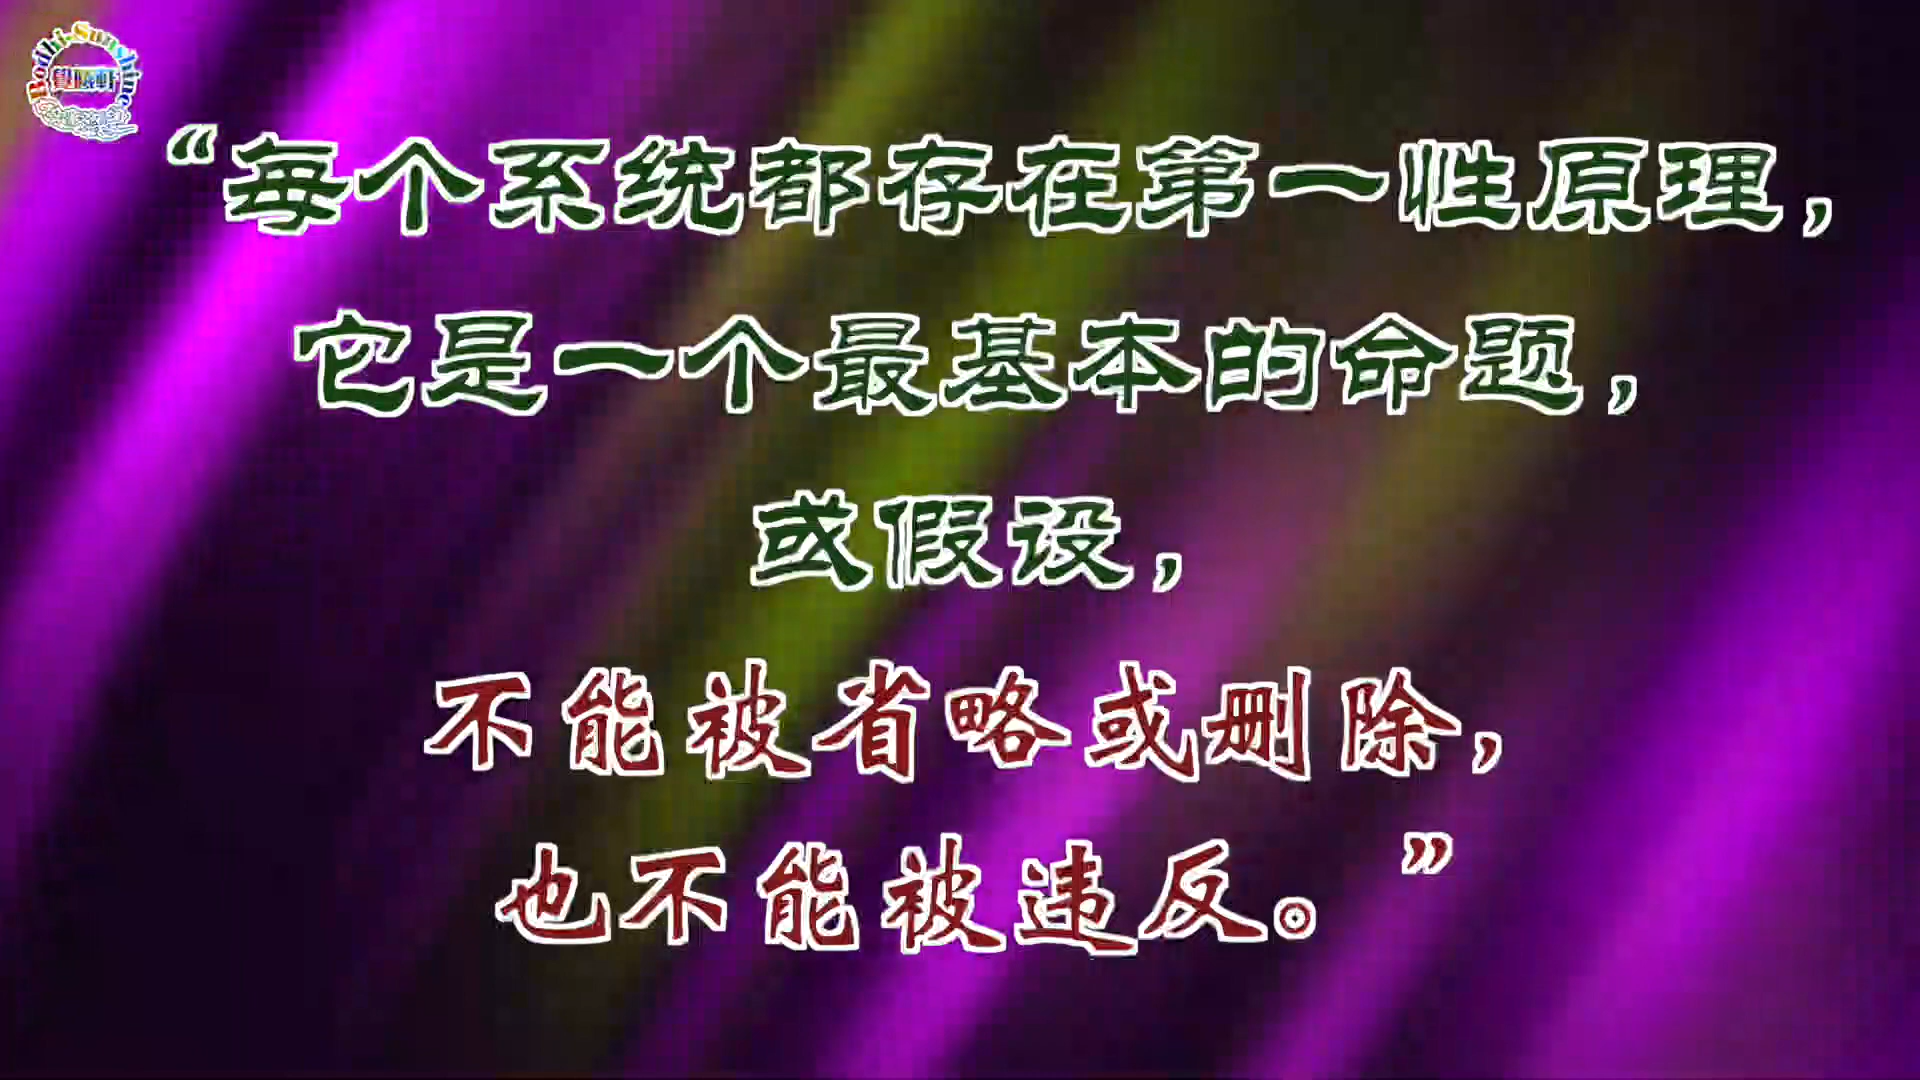 Bodhi-Sunshine
“每个系统都存在第一性原理，
它是一个最基本的命题，
或假设，
不能被省略或删除，
也不能被违反。”